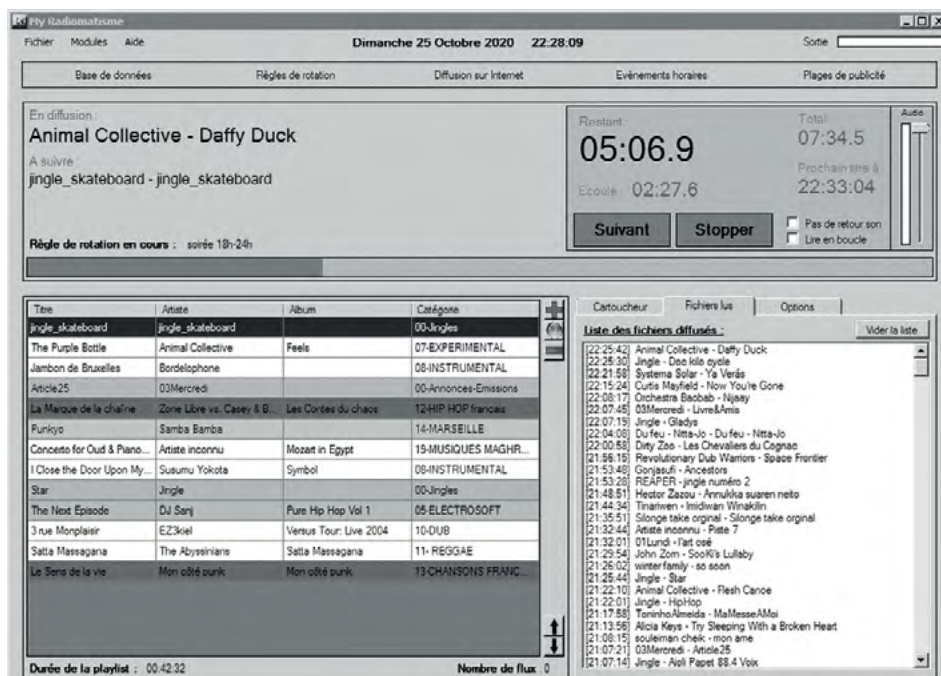 My Radiomatisme
Fichier Modules Aide Dimanche 25 Octobre 2020 22:28:09 Sortie
Base de données Règles de rotation Diffusion sur Internet Evènements horaires Plages de publicité
En diffusion :
Animal Collective - Daffy Duck
A suivre :
jingle_skateboard - jingle_skateboard
Règle de rotation en cours : soirée 18h-24h
Restant :
05:06.9
Ecoulé : 02:27.6
Total :
07:34.5
Prochain titre à
22:33:04
Audio
Suivant Stopper
Pas de retour son
Lire en boucle
Titre Artiste Album Catégorie
jingle_skateboard jingle_skateboard 00-Jingles
The Purple Bottle Animal Collective Feels 07-EXPERIMENTAL
Jambon de Bruxelles Bordelophone 08-INSTRUMENTAL
Article25 03Mercredi 00-Annonces-Emissions
La Marque de la chaîne Zone Libre vs. Casey & B... Les Contes du chaos 12-HIP HOP francais
Funkyo Samba Bamba 14-MARSEILLE
Concerto for Oud & Piano... Artiste inconnu Mozart in Egypt 19-MUSIQUES MAGHR...
I Close the Door Upon My... Susumu Yokota Symbol 08-INSTRUMENTAL
Star Jingle 00-Jingles
The Next Episode DJ Sanj Pure Hip Hop Vol 1 05-ELECTROSOFT
3 rue Monplaisir EZ3kiel Versus Tour: Live 2004 10-DUB
Satta Massagana The Abyssinians Satta Massagana 11- REGGAE
Le Sens de la vie Mon côté punk Mon côté punk 13-CHANSONS FRANC...
Durée de la playlist : 00:42:32 Nombre de flux : 0
Cartoucheur Fichiers lus Options
Liste des fichiers diffusés : Vider la liste
[22:25:42] Animal Collective - Daffy Duck
[22:25:30] Jingle - Doc kilo cycle
[22:21:58] Systema Solar - Ya Verás
[22:15:24] Curtis Mayfield - Now You're Gone
[22:08:17] Orchestra Baobab - Nijaay
[22:07:45] 03Mercredi - Livre&Amis
[22:07:19] Jingle - Gladys
[22:04:08] Du feu - Nitta-Jo - Du feu - Nitta-Jo
[22:00:58] Dirty Zoo - Les Chevaliers du Cognac
[21:56:15] Revolutionary Dub Warriors - Space Frontier
[21:53:48] Gonjasufi - Ancestors
[21:53:28] REAPER - jingle numéro 2
[21:48:51] Hector Zazou - Annukka suaren neito
[21:44:34] Tinariwen - Imidiwan Winakilin
[21:35:51] Silonge take orginal - Silonge take orginal
[21:32:44] Artiste inconnu - Piste 7
[21:32:01] 01Lundi - l'art osé
[21:29:54] John Zorn - SooKi's Lullaby
[21:26:02] winter family - so soon
[21:25:44] Jingle - Star
[21:22:10] Animal Collective - Flesh Canoe
[21:22:01] Jingle - HipHop
[21:17:58] ToninhoAlmeida - MaMesseAMoi
[21:13:56] Alicia Keys - Try Sleeping With a Broken Heart
[21:08:15] souleiman cheik - mon ame
[21:07:21] 03Mercredi - Article25
[21:07:14] Jingle - Aioli Papet 88.4 Voix